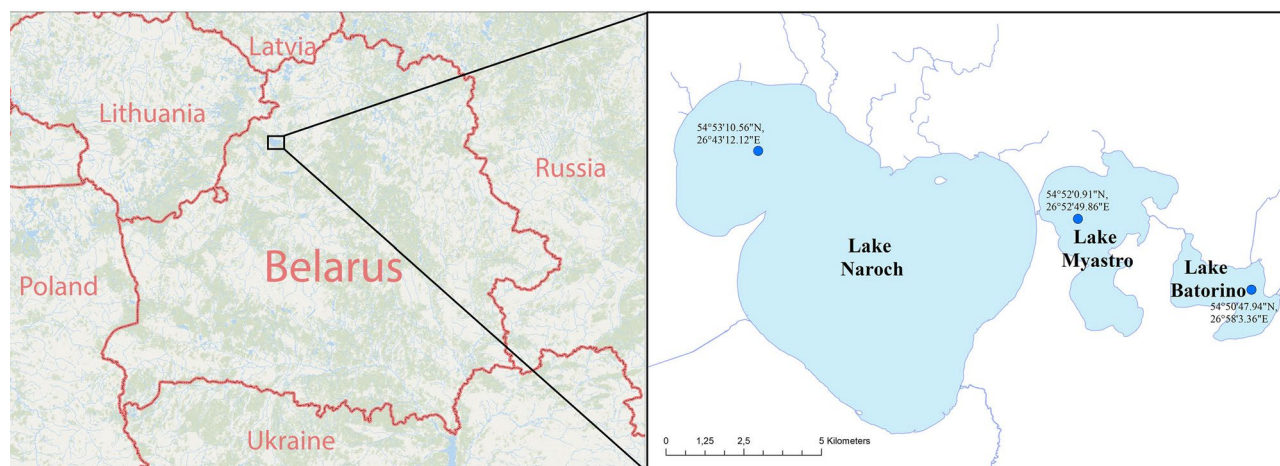 Latvia
Lithuania
Russia
Belarus
Poland
Ukraine
54°53'10.56"N,
26°43'12.12"E
54°52'0.91"N,
26°52'49.86"E
Lake
Naroch
Lake
Myastro
Lake
Batorino
54°50'47.94"N,
26°58'3.36"E
0 1,25 2,5 5 Kilometers